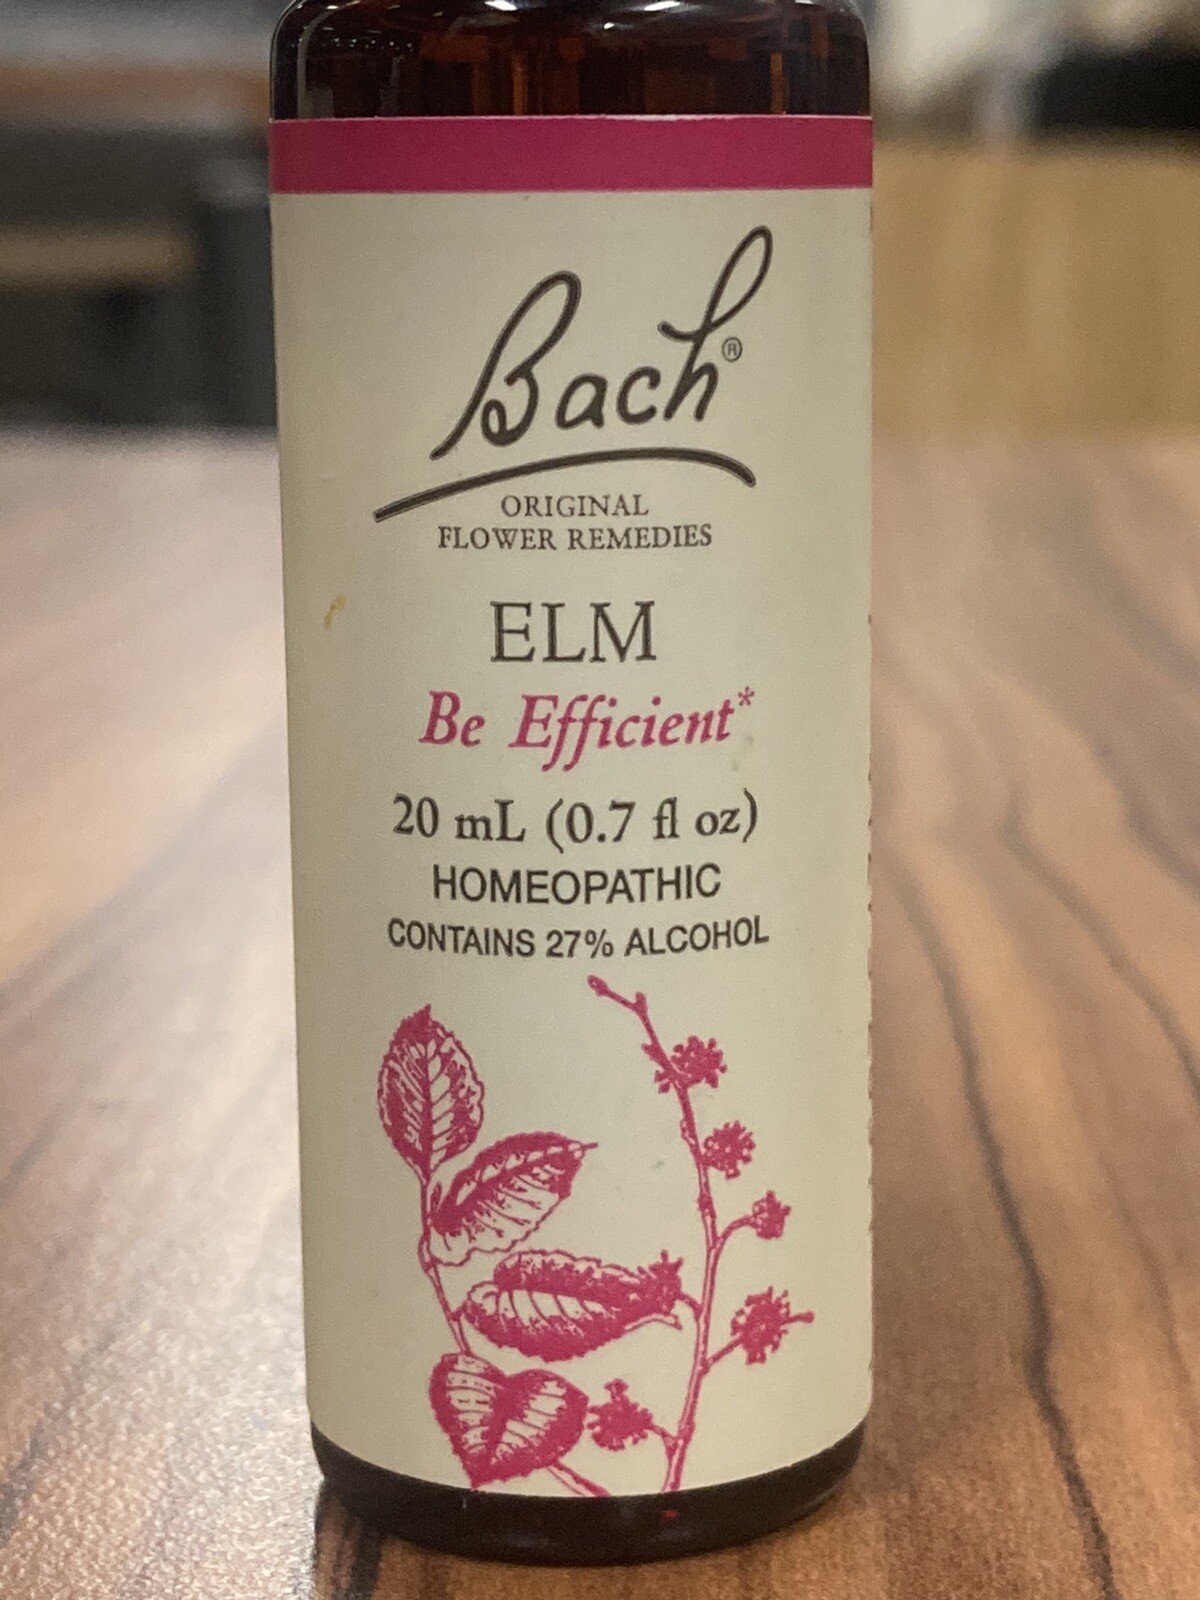 Bach®
ORIGINAL
FLOWER REMEDIES
ELM
Be Efficient*
20 mL (0.7 fl oz)
HOMEOPATHIC
CONTAINS 27% ALCOHOL